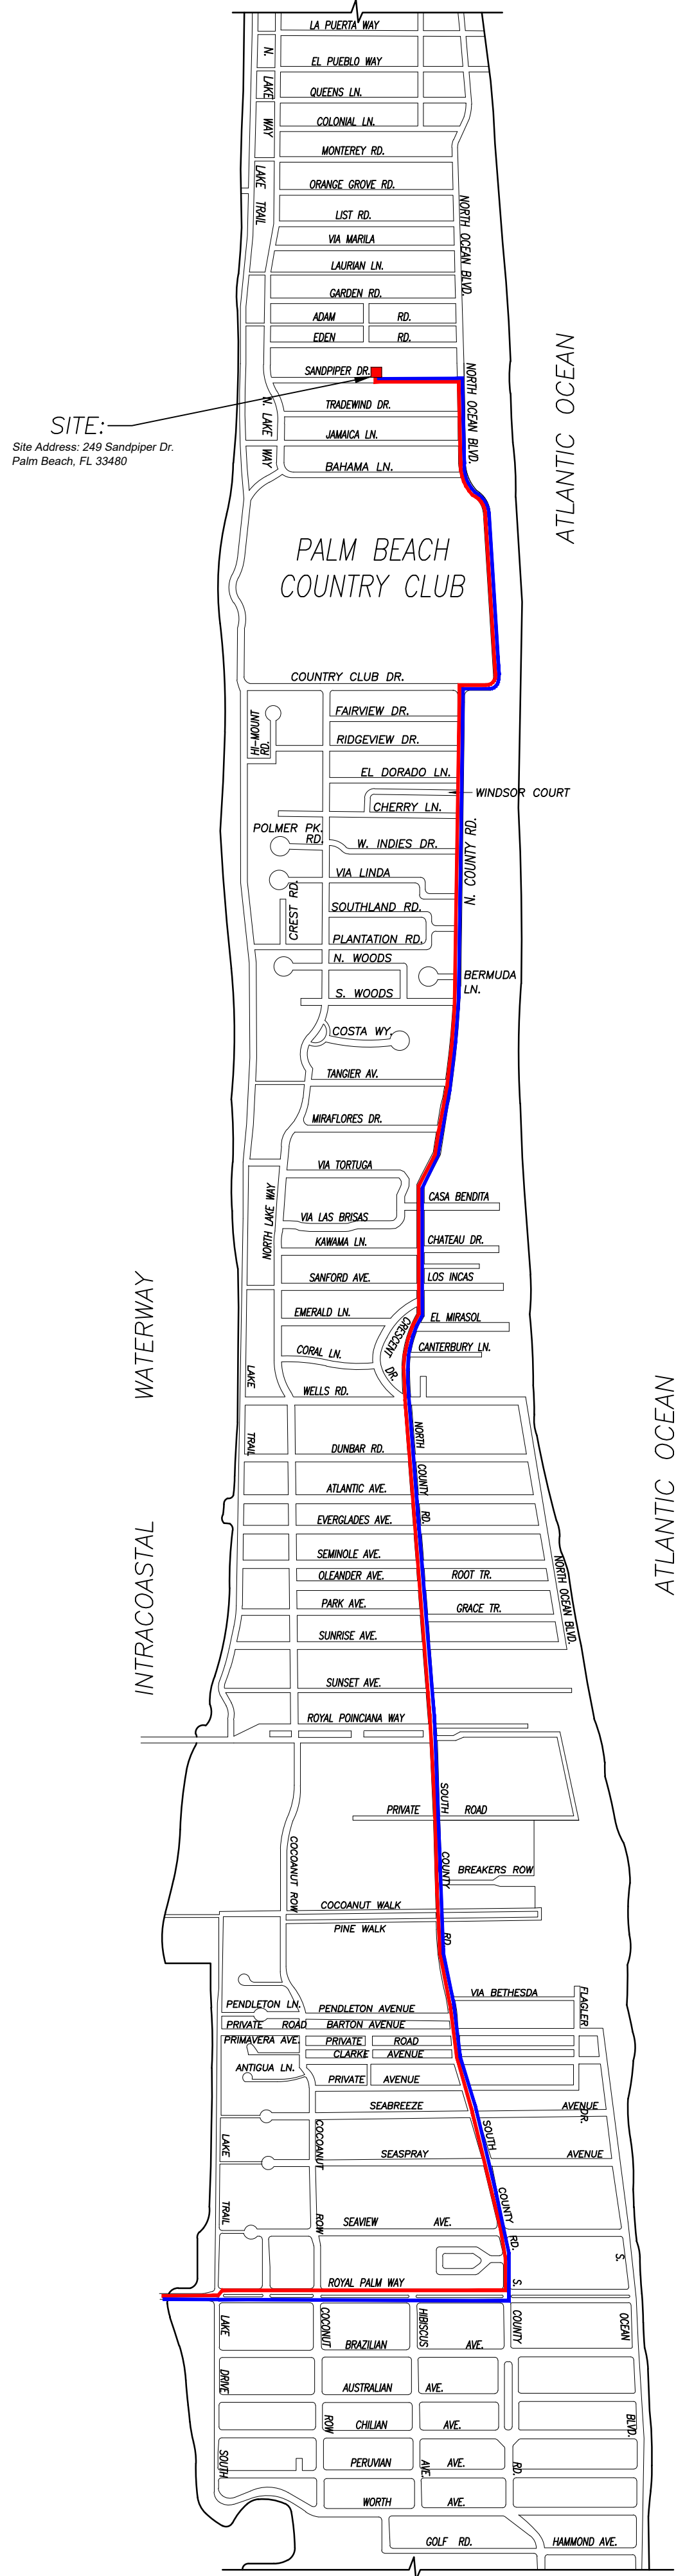 LA PUERTA WAY
N. LAKE WAY
EL PUEBLO WAY
QUEENS LN.
COLONIAL LN.
MONTEREY RD.
LAKE TRAIL
ORANGE GROVE RD.
NORTH OCEAN BLVD.
LIST RD.
VIA MARILA
LAURIAN LN.
GARDEN RD.
ADAM RD.
EDEN RD.
ATLANTIC OCEAN
SANDPIPER DR.
NORTH OCEAN BLVD.
N. LAKE WAY
TRADEWIND DR.
SITE:
Site Address: 249 Sandpiper Dr.
Palm Beach, FL 33480
JAMAICA LN.
BAHAMA LN.
PALM BEACH
COUNTRY CLUB
COUNTRY CLUB DR.
HI-MOUNT
RD.
FAIRVIEW DR.
RIDGEVIEW DR.
EL DORADO LN.
WINDSOR COURT
CHERRY LN.
N. COUNTY RD.
POLMER PK.
RD.
W. INDIES DR.
VIA LINDA
CREST RD.
SOUTHLAND RD.
PLANTATION RD.
N. WOODS
BERMUDA
LN.
S. WOODS
COSTA WY.
TANGIER AV.
MIRAFLORES DR.
VIA TORTUGA
NORTH LAKE WAY
CASA BENDITA
VIA LAS BRISAS
KAWAMA LN.
CHATEAU DR.
SANFORD AVE.
LOS INCAS
INTRACOASTAL WATERWAY
EMERALD LN.
EL MIRASOL
CRESCENT DR.
CORAL LN.
CANTERBURY LN.
LAKE TRAIL
WELLS RD.
ATLANTIC OCEAN
NORTH COUNTY RD.
DUNBAR RD.
ATLANTIC AVE.
EVERGLADES AVE.
SEMINOLE AVE.
NORTH OCEAN BLVD.
OLEANDER AVE.
ROOT TR.
PARK AVE.
GRACE TR.
SUNRISE AVE.
SUNSET AVE.
ROYAL POINCIANA WAY
SOUTH COUNTY RD.
PRIVATE ROAD
COCOANUT ROW
BREAKERS ROW
COCOANUT WALK
PINE WALK
VIA BETHESDA
FLAGLER DR.
PENDLETON LN.
PENDLETON AVENUE
PRIVATE ROAD
BARTON AVENUE
PRIMAVERA AVE.
PRIVATE ROAD
CLARKE AVENUE
ANTIGUA LN.
PRIVATE AVENUE
SEABREEZE AVENUE
LAKE TRAIL
COCOANUT ROW
SOUTH COUNTY RD.
SEASPRAY AVENUE
SEAVIEW AVE.
ROYAL PALM WAY
S. COUNTY RD.
S. OCEAN BLVD.
LAKE DRIVE SOUTH
COCONUT ROW
HIBISCUS AVE.
BRAZILIAN AVE.
AUSTRALIAN AVE.
CHILIAN AVE.
PERUVIAN AVE.
WORTH AVE.
GOLF RD.
HAMMOND AVE.